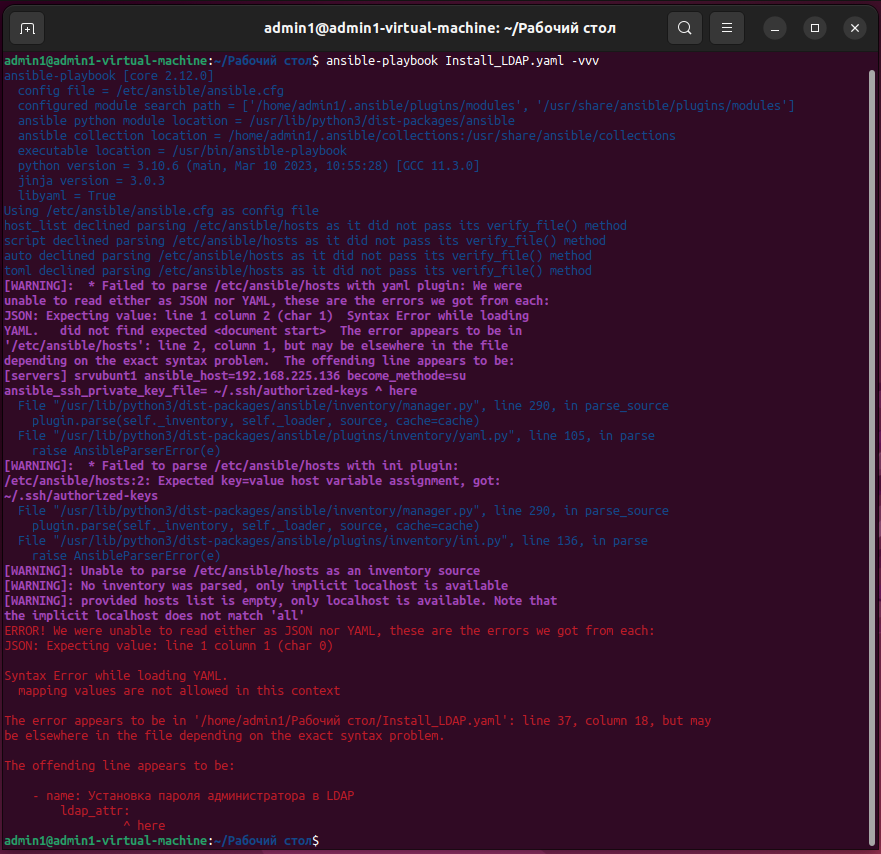 admin1@admin1-virtual-machine: ~/Рабочий стол
admin1@admin1-virtual-machine:~/Рабочий стол$ ansible-playbook Install_LDAP.yaml -vvv
ansible-playbook [core 2.12.0]
  config file = /etc/ansible/ansible.cfg
  configured module search path = ['/home/admin1/.ansible/plugins/modules', '/usr/share/ansible/plugins/modules']
  ansible python module location = /usr/lib/python3/dist-packages/ansible
  ansible collection location = /home/admin1/.ansible/collections:/usr/share/ansible/collections
  executable location = /usr/bin/ansible-playbook
  python version = 3.10.6 (main, Mar 10 2023, 10:55:28) [GCC 11.3.0]
  jinja version = 3.0.3
  libyaml = True
Using /etc/ansible/ansible.cfg as config file
host_list declined parsing /etc/ansible/hosts as it did not pass its verify_file() method
script declined parsing /etc/ansible/hosts as it did not pass its verify_file() method
auto declined parsing /etc/ansible/hosts as it did not pass its verify_file() method
toml declined parsing /etc/ansible/hosts as it did not pass its verify_file() method
[WARNING]:  * Failed to parse /etc/ansible/hosts with yaml plugin: We were
unable to read either as JSON nor YAML, these are the errors we got from each:
JSON: Expecting value: line 1 column 2 (char 1)  Syntax Error while loading
YAML.   did not find expected <document start>  The error appears to be in
'/etc/ansible/hosts': line 2, column 1, but may be elsewhere in the file
depending on the exact syntax problem.  The offending line appears to be:
[servers] srvubunt1 ansible_host=192.168.225.136 become_methode=su
ansible_ssh_private_key_file= ~/.ssh/authorized-keys ^ here
  File "/usr/lib/python3/dist-packages/ansible/inventory/manager.py", line 290, in parse_source
    plugin.parse(self._inventory, self._loader, source, cache=cache)
  File "/usr/lib/python3/dist-packages/ansible/plugins/inventory/yaml.py", line 105, in parse
    raise AnsibleParserError(e)
[WARNING]:  * Failed to parse /etc/ansible/hosts with ini plugin:
/etc/ansible/hosts:2: Expected key=value host variable assignment, got:
~/.ssh/authorized-keys
  File "/usr/lib/python3/dist-packages/ansible/inventory/manager.py", line 290, in parse_source
    plugin.parse(self._inventory, self._loader, source, cache=cache)
  File "/usr/lib/python3/dist-packages/ansible/plugins/inventory/ini.py", line 136, in parse
    raise AnsibleParserError(e)
[WARNING]: Unable to parse /etc/ansible/hosts as an inventory source
[WARNING]: No inventory was parsed, only implicit localhost is available
[WARNING]: provided hosts list is empty, only localhost is available. Note that
the implicit localhost does not match 'all'
ERROR! We were unable to read either as JSON nor YAML, these are the errors we got from each:
JSON: Expecting value: line 1 column 1 (char 0)
Syntax Error while loading YAML.
  mapping values are not allowed in this context
The error appears to be in '/home/admin1/Рабочий стол/Install_LDAP.yaml': line 37, column 18, but may
be elsewhere in the file depending on the exact syntax problem.
The offending line appears to be:
    - name: Установка пароля администратора в LDAP
        ldap_attr:
                 ^ here
admin1@admin1-virtual-machine:~/Рабочий стол$